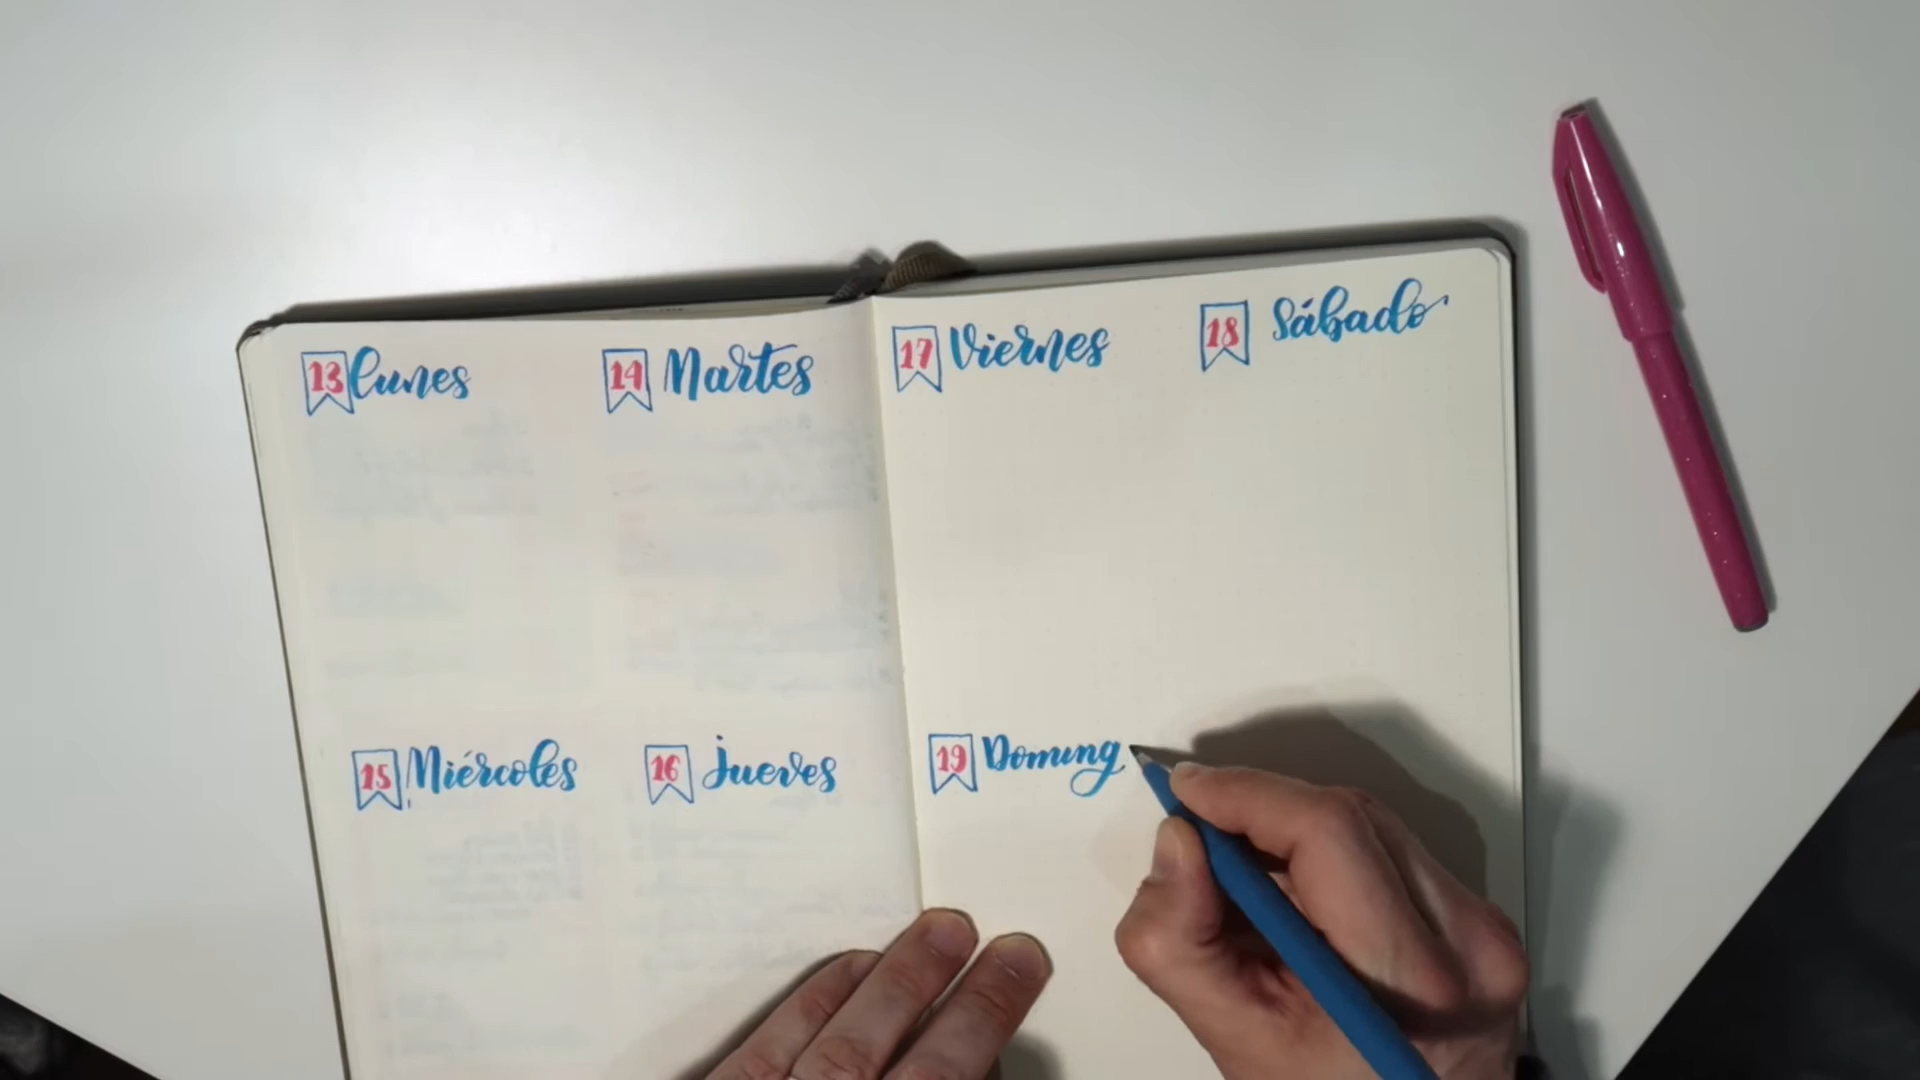 13 Lunes
14 Martes
15 Miércoles
16 Jueves
17 Viernes
18 Sábado
19 Doming